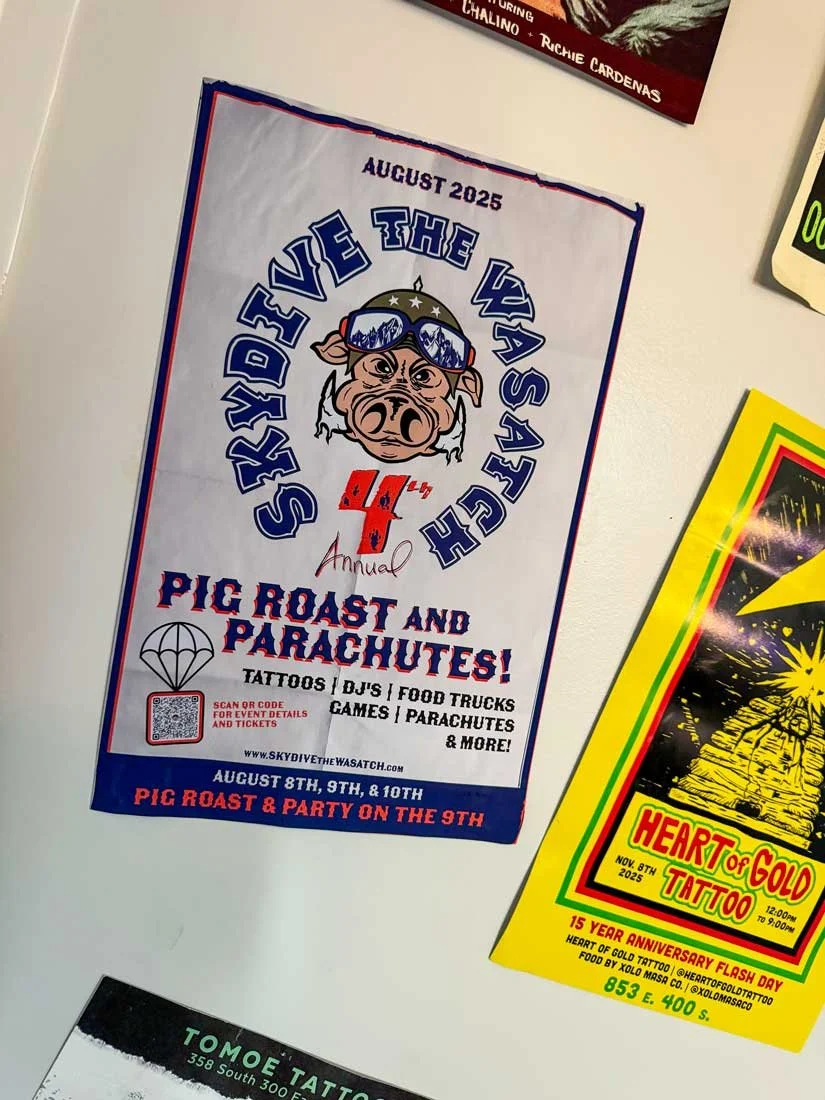 CHALINO · RICHIE CARDENAS
AUGUST 2025
SKYDIVE THE WASATCH
4TH
Annual
PIG ROAST AND
PARACHUTES!
TATTOOS | DJ'S | FOOD TRUCKS
GAMES | PARACHUTES
& MORE!
SCAN QR CODE
FOR EVENT DETAILS
AND TICKETS
WWW.SKYDIVETHEWASATCH.COM
AUGUST 8TH, 9TH, & 10TH
PIG ROAST & PARTY ON THE 9TH
HEART OF GOLD
TATTOO
NOV. 8TH
2025
12:00PM
TO 9:00PM
15 YEAR ANNIVERSARY FLASH DAY
HEART OF GOLD TATTOO | @HEARTOFGOLDTATTOO
FOOD BY XOLO MASA CO. | @XOLOMASACO
853 E. 400 S.
TOMOE TATTOO
358 South 300